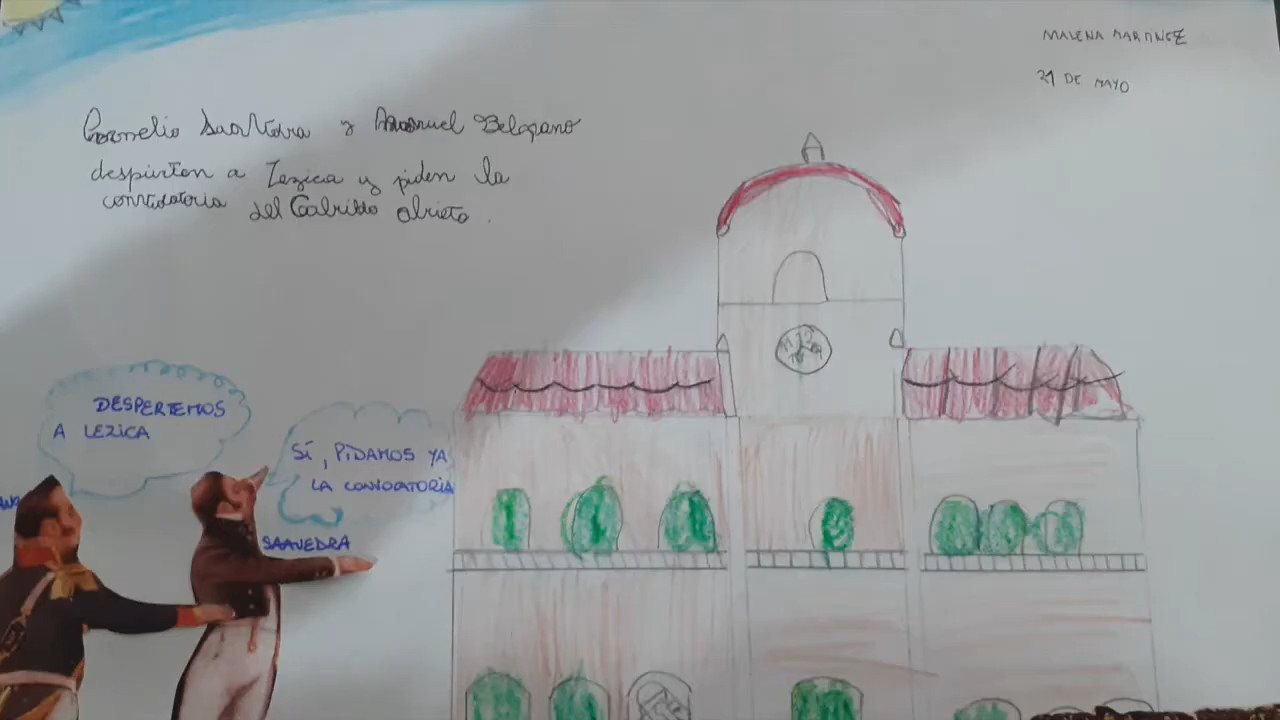 MALENA MARTINEZ
21 DE MAYO
Cornelio Saavedra y Manuel Belgrano
despierten a Lezica y piden la
convocatoria del Cabildo abierto.
DESPERTEMOS
A LEZICA
SÍ, PIDAMOS YA
LA CONVOCATORIA
SAAVEDRA